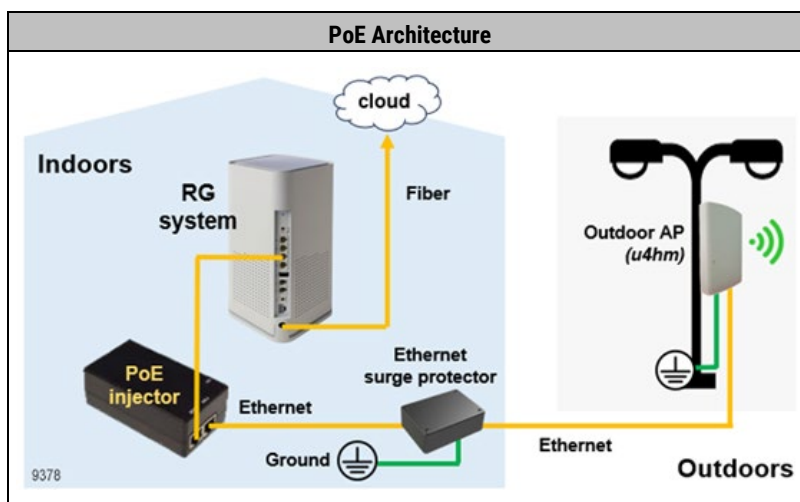 PoE Architecture
cloud
Indoors
RG
system
Fiber
Outdoor AP
(u4hm)
PoE
injector
Ethernet
surge protector
Ethernet
Ground
Ethernet
9378
Outdoors